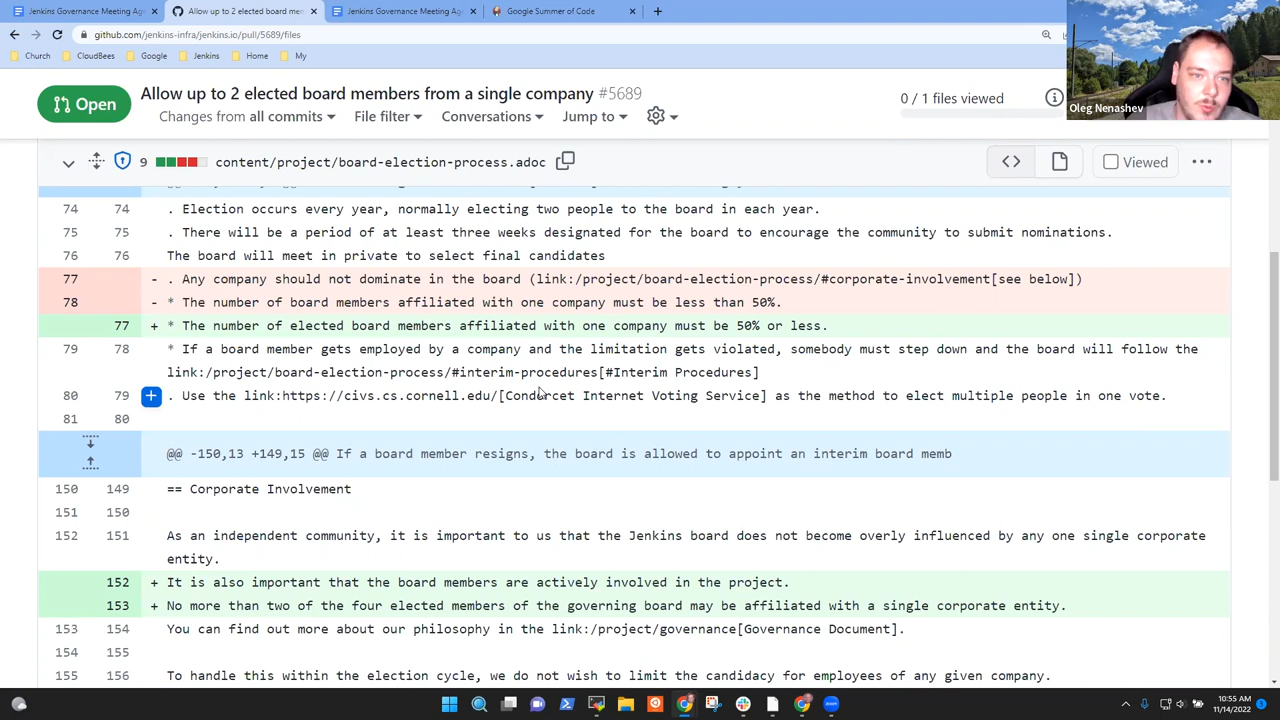 Jenkins Governance Meeting Ag
Allow up to 2 elected board mem
Jenkins Governance Meeting Ag
Google Summer of Code
github.com/jenkins-infra/jenkins.io/pull/5689/files
Church
CloudBees
Google
Jenkins
Home
My
Oleg Nenashev
Open
Allow up to 2 elected board members from a single company #5689
Changes from all commits
File filter
Conversations
Jump to
0 / 1 files viewed
9 content/project/board-election-process.adoc
Viewed
74 74 . Election occurs every year, normally electing two people to the board in each year.
75 75 . There will be a period of at least three weeks designated for the board to encourage the community to submit nominations.
76 76 The board will meet in private to select final candidates
77 - . Any company should not dominate in the board (link:/project/board-election-process/#corporate-involvement[see below])
78 - * The number of board members affiliated with one company must be less than 50%.
77 + * The number of elected board members affiliated with one company must be 50% or less.
79 78 * If a board member gets employed by a company and the limitation gets violated, somebody must step down and the board will follow the
link:/project/board-election-process/#interim-procedures[#Interim Procedures]
80 79 . Use the link:https://civs.cs.cornell.edu/[Condorcet Internet Voting Service] as the method to elect multiple people in one vote.
81 80
@@ -150,13 +149,15 @@ If a board member resigns, the board is allowed to appoint an interim board memb
150 149 == Corporate Involvement
151 150
152 151 As an independent community, it is important to us that the Jenkins board does not become overly influenced by any one single corporate
entity.
152 + It is also important that the board members are actively involved in the project.
153 + No more than two of the four elected members of the governing board may be affiliated with a single corporate entity.
153 154 You can find out more about our philosophy in the link:/project/governance[Governance Document].
154 155
155 156 To handle this within the election cycle, we do not wish to limit the candidacy for employees of any given company.
10:55 AM
11/14/2022